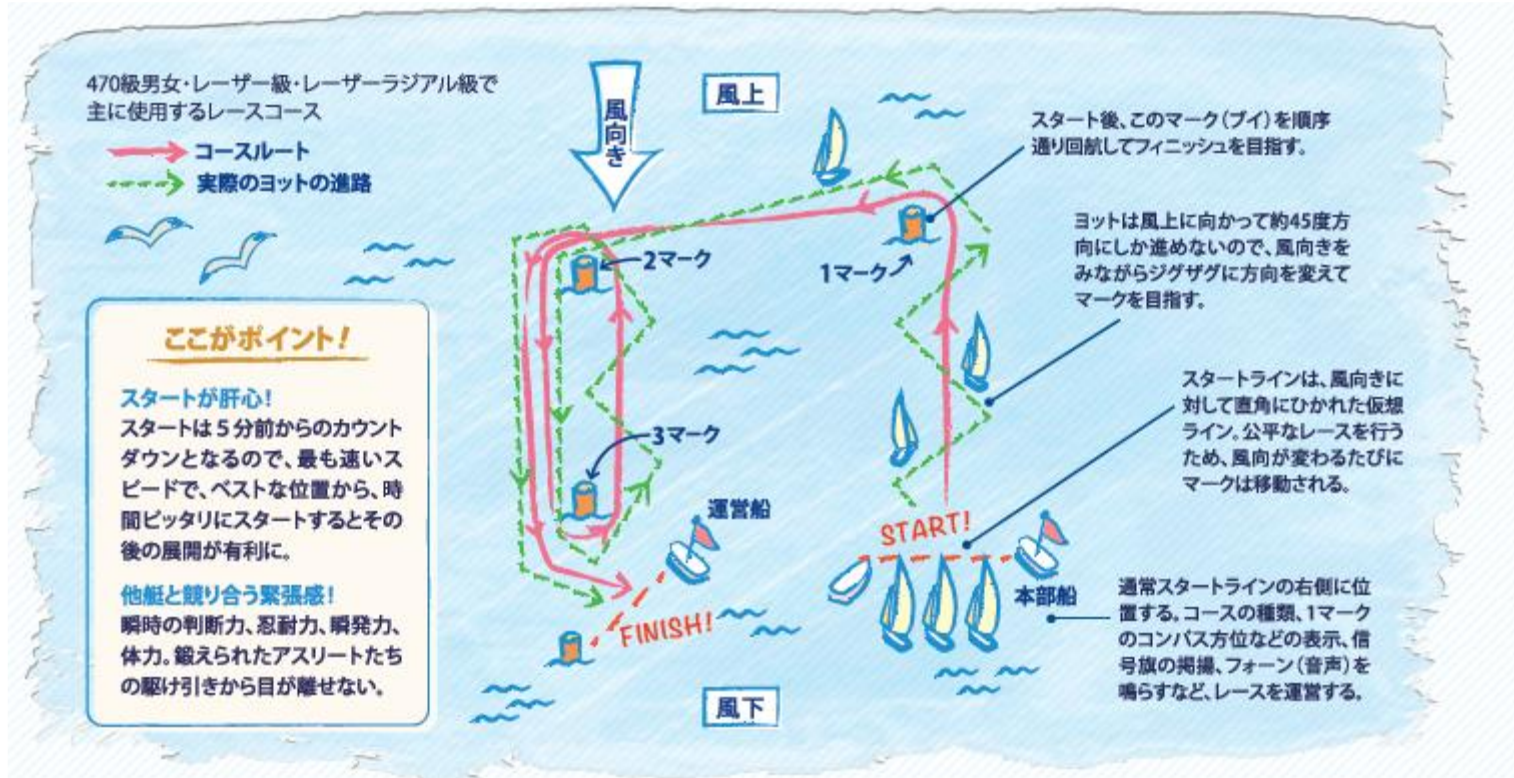 470級男女・レーザー級・レーザーラジアル級で
主に使用するレースコース
コースルート
実際のヨットの進路
風向き
風上
スタート後、このマーク(ブイ)を順序
通り回航してフィニッシュを目指す。
1マーク
2マーク
3マーク
ヨットは風上に向かって約45度方
向にしか進めないので、風向きを
みながらジグザグに方向を変えて
マークを目指す。
スタートラインは、風向きに
対して直角にひかれた仮想
ライン。公平なレースを行う
ため、風向が変わるたびに
マークは移動される。
運営船
START!
本部船
FINISH!
通常スタートラインの右側に位
置する。コースの種類、1マーク
のコンパス方位などの表示、信
号旗の掲揚、フォーン(音声)を
鳴らすなど、レースを運営する。
風下
ここがポイント!
スタートが肝心!
スタートは5分前からのカウント
ダウンとなるので、最も速いス
ピードで、ベストな位置から、時
間ピッタリにスタートするとその
後の展開が有利に。
他艇と競り合う緊張感!
瞬時の判断力、忍耐力、瞬発力、
体力。鍛えられたアスリートたち
の駆け引きから目が離せない。